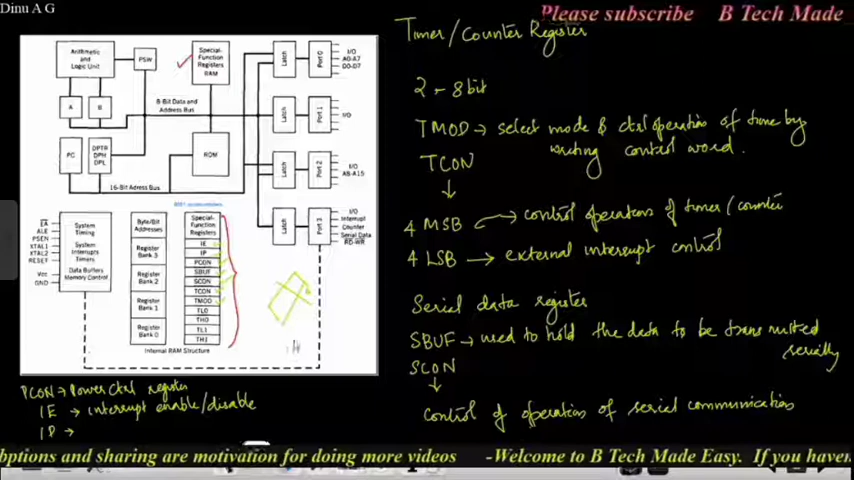 Dinu A G
Please subscribe B Tech Made
Arithmetic and Logic Unit
PSW
Special-Function Registers RAM
Latch
Port 0
I/O
A0-A7
D0-D7
A
B
8-Bit Data and Address Bus
Latch
Port 1
I/O
PC
DPTR
DPH
DPL
ROM
Latch
Port 2
I/O
A8-A15
16-Bit Adress Bus
Latch
Port 3
I/O
Interrupt
Counter
Serial Data
RD-WR
EA
ALE
PSEN
XTAL1
XTAL2
RESET
Vcc
GND
System Timing
System Interrupts
Timers
Data Buffers
Memory Control
Byte/Bit Addresses
Register Bank 3
Register Bank 2
Register Bank 1
Register Bank 0
Special-Function Registers
IE
IP
PCON
SBUF
SCON
TCON
TMOD
TL0
TH0
TL1
TH1
Internal RAM Structure
PCON → Power Ctrl register
IE → interrupt enable/disable
IP →
Timer/Counter Register
2 - 8bit
TMOD → select mode & ctrl operation of time by
writing control word.
TCON
↓
4 MSB → control operations of timer/counter
4 LSB → external interrupt control
Serial data register
SBUF → used to hold the data to be transmitted
serially
SCON
↓
control of operation of serial communication
bptions and sharing are motivation for doing more videos -Welcome to B Tech Made Easy. If you haven